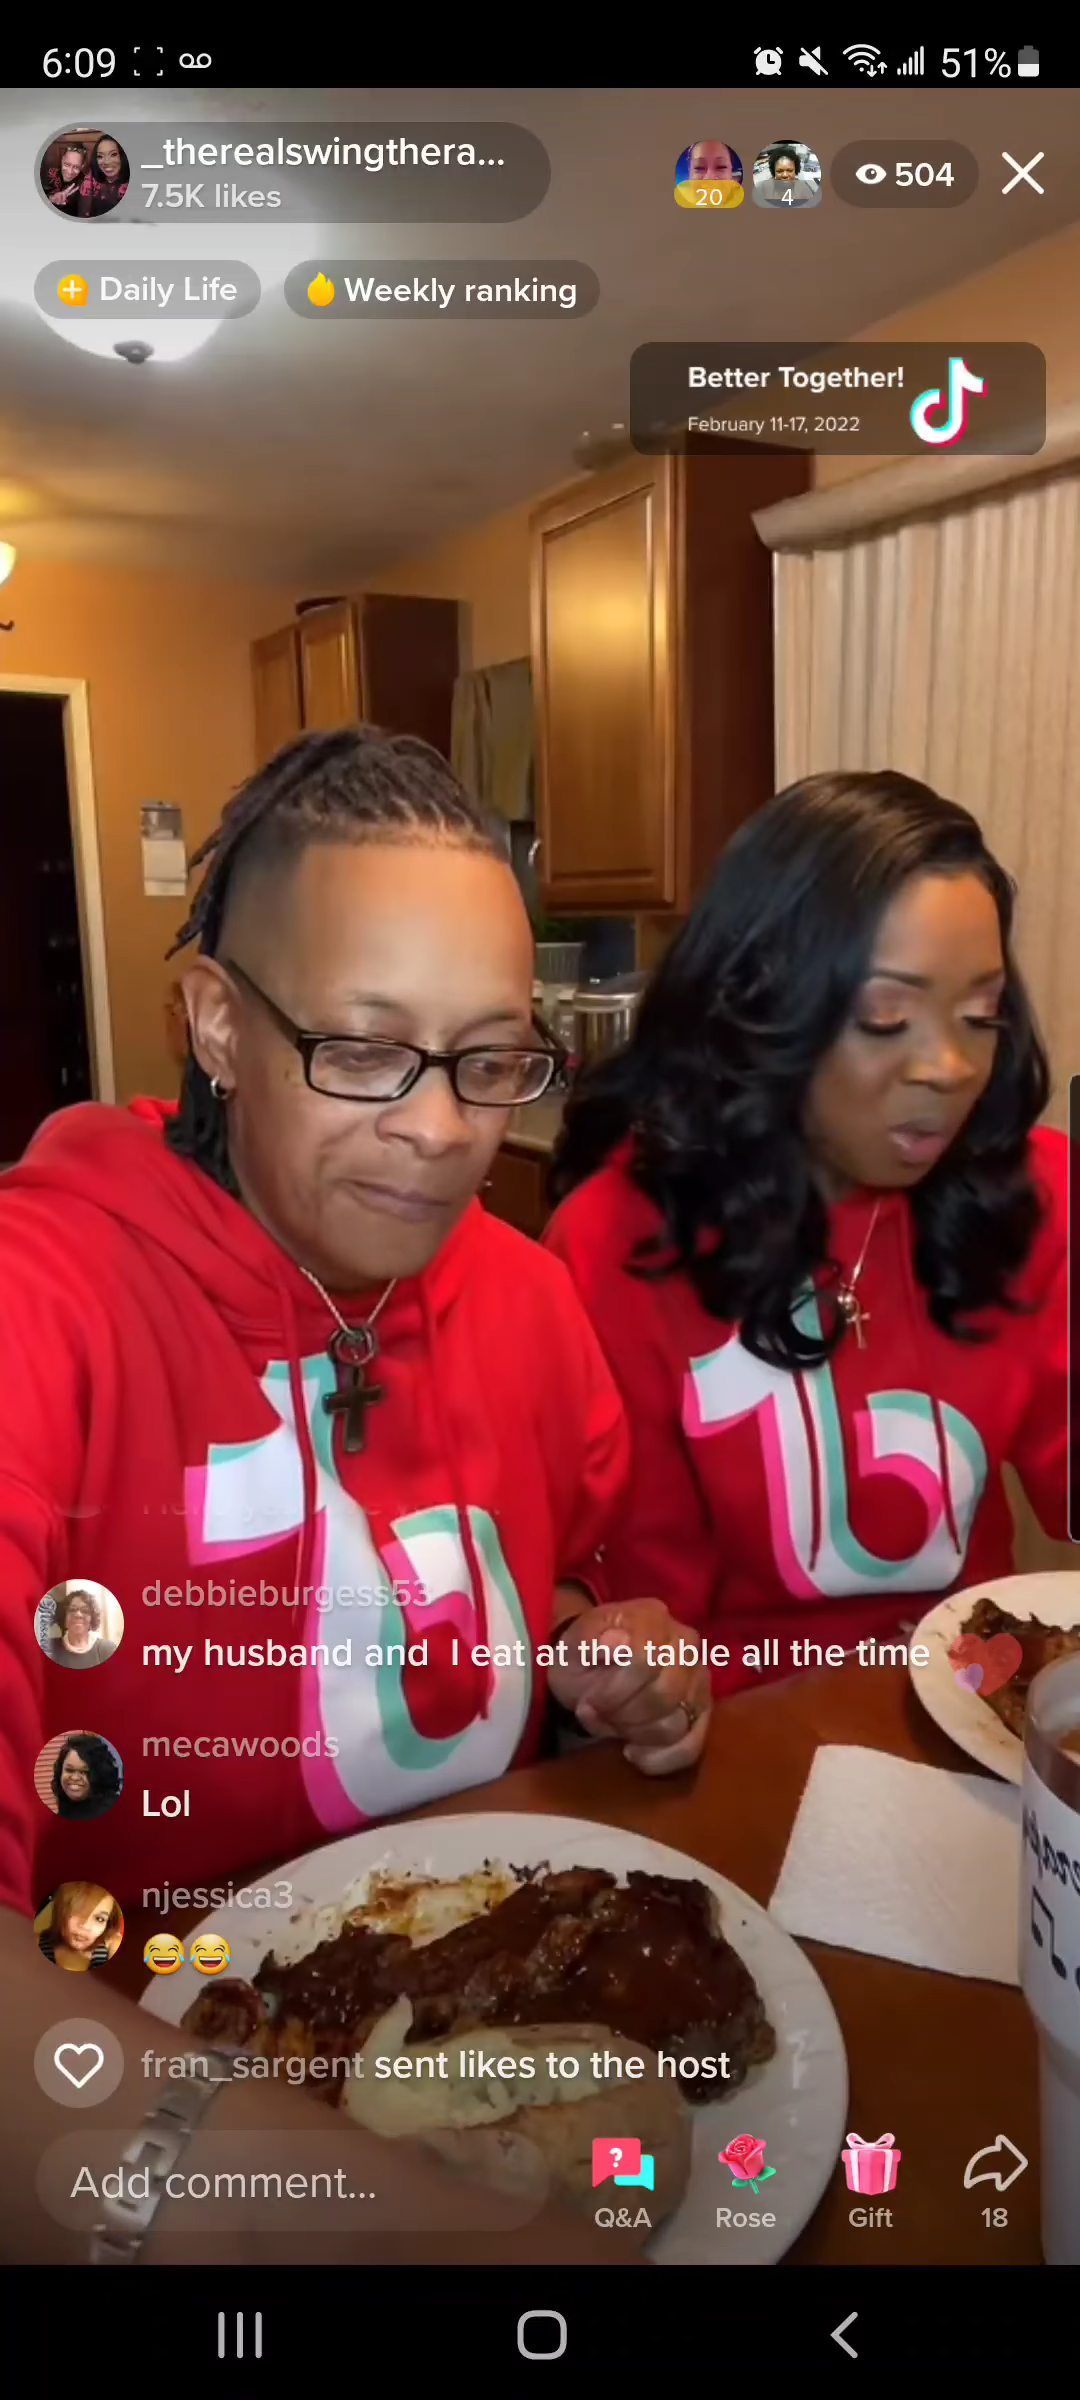 6:09
51%
_therealswingthera...
7.5K likes
20
4
504
Daily Life
Weekly ranking
Better Together!
February 11-17, 2022
debbieburgess53
my husband and I eat at the table all the time
mecawoods
Lol
njessica3
😂😂
fran_sargent sent likes to the host
Add comment...
Q&A
Rose
Gift
18